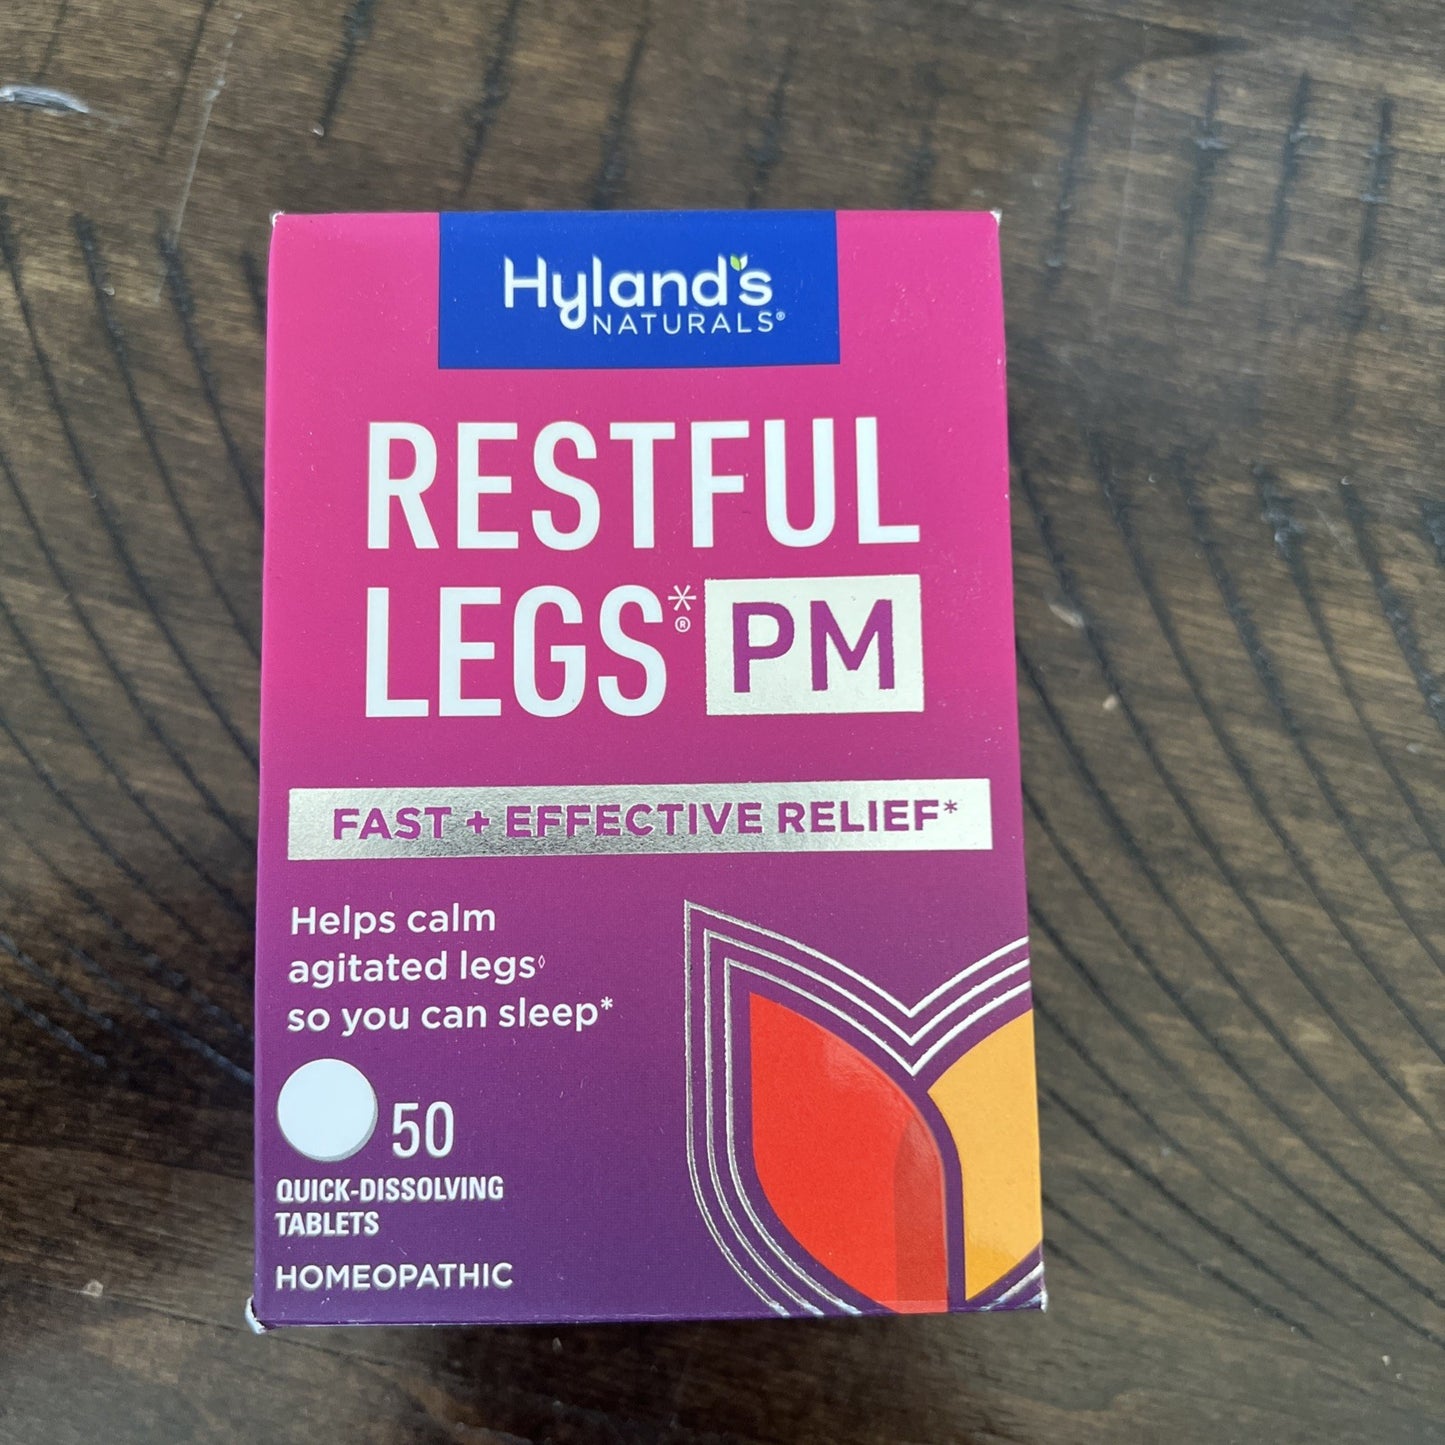 Hyland's
NATURALS®
RESTFUL
LEGS*® PM
FAST + EFFECTIVE RELIEF*
Helps calm
agitated legs◊
so you can sleep*
50
QUICK-DISSOLVING
TABLETS
HOMEOPATHIC